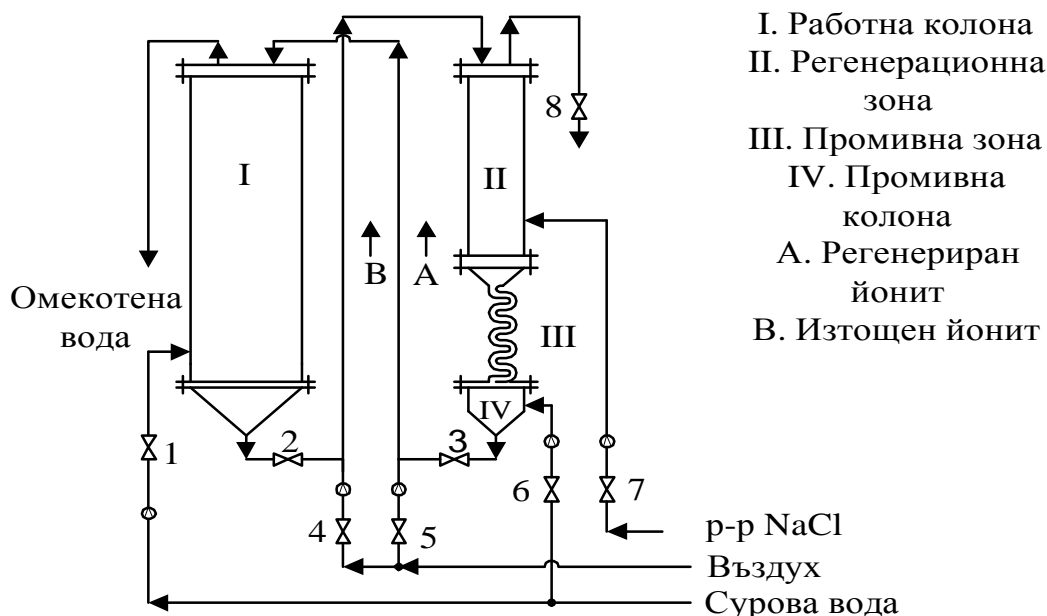 I. Работна колона
II. Регенерационна
зона
III. Промивна зона
IV. Промивна
колона
А. Регенериран
йонит
В. Изтощен йонит
8
I
II
В
А
Омекотена
вода
III
IV
1
2
3
6
7
4
5
р-р NaCl
Въздух
Сурова вода